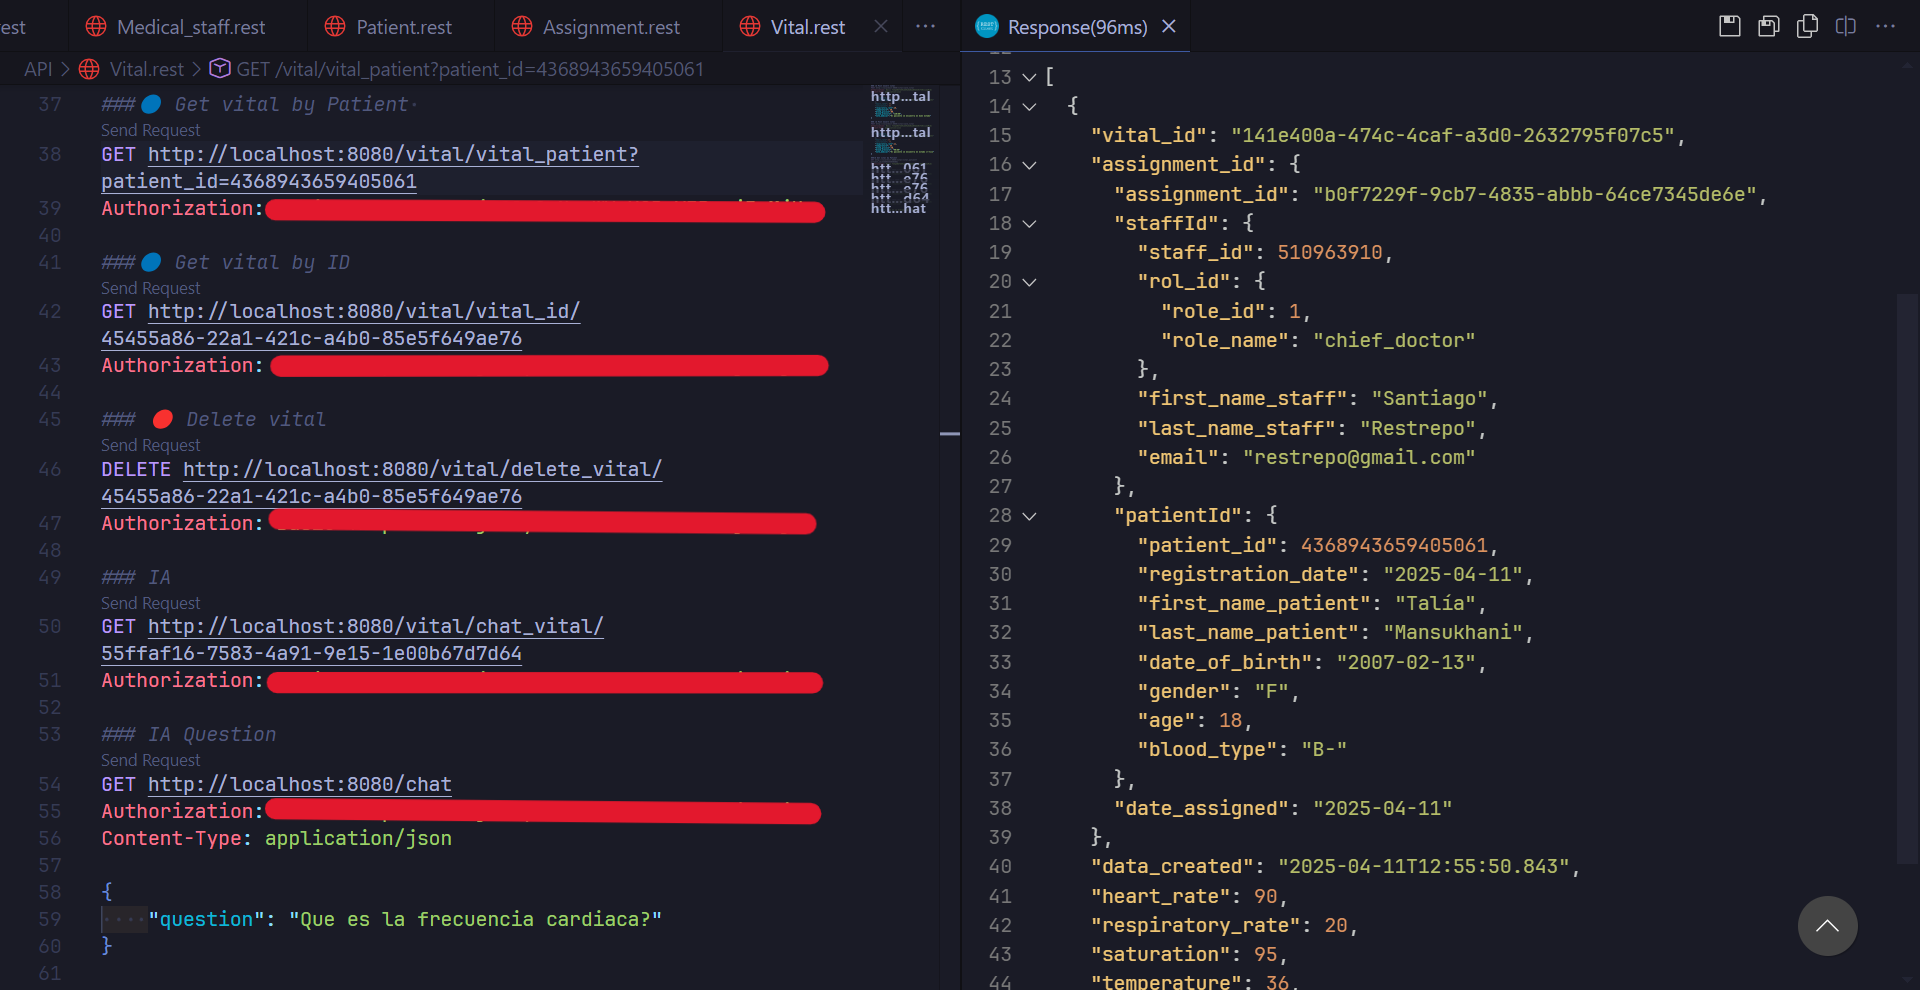 est
Medical_staff.rest
Patient.rest
Assignment.rest
Vital.rest
API > Vital.rest > GET /vital/vital_patient?patient_id=4368943659405061
37 ### Get vital by Patient
Send Request
38 GET http://localhost:8080/vital/vital_patient?
patient_id=4368943659405061
39 Authorization:
40
41 ### Get vital by ID
Send Request
42 GET http://localhost:8080/vital/vital_id/
45455a86-22a1-421c-a4b0-85e5f649ae76
43 Authorization:
44
45 ### Delete vital
Send Request
46 DELETE http://localhost:8080/vital/delete_vital/
45455a86-22a1-421c-a4b0-85e5f649ae76
47 Authorization:
48
49 ### IA
Send Request
50 GET http://localhost:8080/vital/chat_vital/
55ffaf16-7583-4a91-9e15-1e00b67d7d64
51 Authorization:
52
53 ### IA Question
Send Request
54 GET http://localhost:8080/chat
55 Authorization:
56 Content-Type: application/json
57
58 {
59 "question": "Que es la frecuencia cardiaca?"
60 }
61
http...tal
http...tal
htt...061
htt...e76
htt...e76
htt...d64
htt...hat
Response(96ms)
13 [
14 {
15 "vital_id": "141e400a-474c-4caf-a3d0-2632795f07c5",
16 "assignment_id": {
17 "assignment_id": "b0f7229f-9cb7-4835-abbb-64ce7345de6e",
18 "staffId": {
19 "staff_id": 510963910,
20 "rol_id": {
21 "role_id": 1,
22 "role_name": "chief_doctor"
23 },
24 "first_name_staff": "Santiago",
25 "last_name_staff": "Restrepo",
26 "email": "restrepo@gmail.com"
27 },
28 "patientId": {
29 "patient_id": 4368943659405061,
30 "registration_date": "2025-04-11",
31 "first_name_patient": "Talía",
32 "last_name_patient": "Mansukhani",
33 "date_of_birth": "2007-02-13",
34 "gender": "F",
35 "age": 18,
36 "blood_type": "B-"
37 },
38 "date_assigned": "2025-04-11"
39 },
40 "data_created": "2025-04-11T12:55:50.843",
41 "heart_rate": 90,
42 "respiratory_rate": 20,
43 "saturation": 95,
44 "temperature": 36,